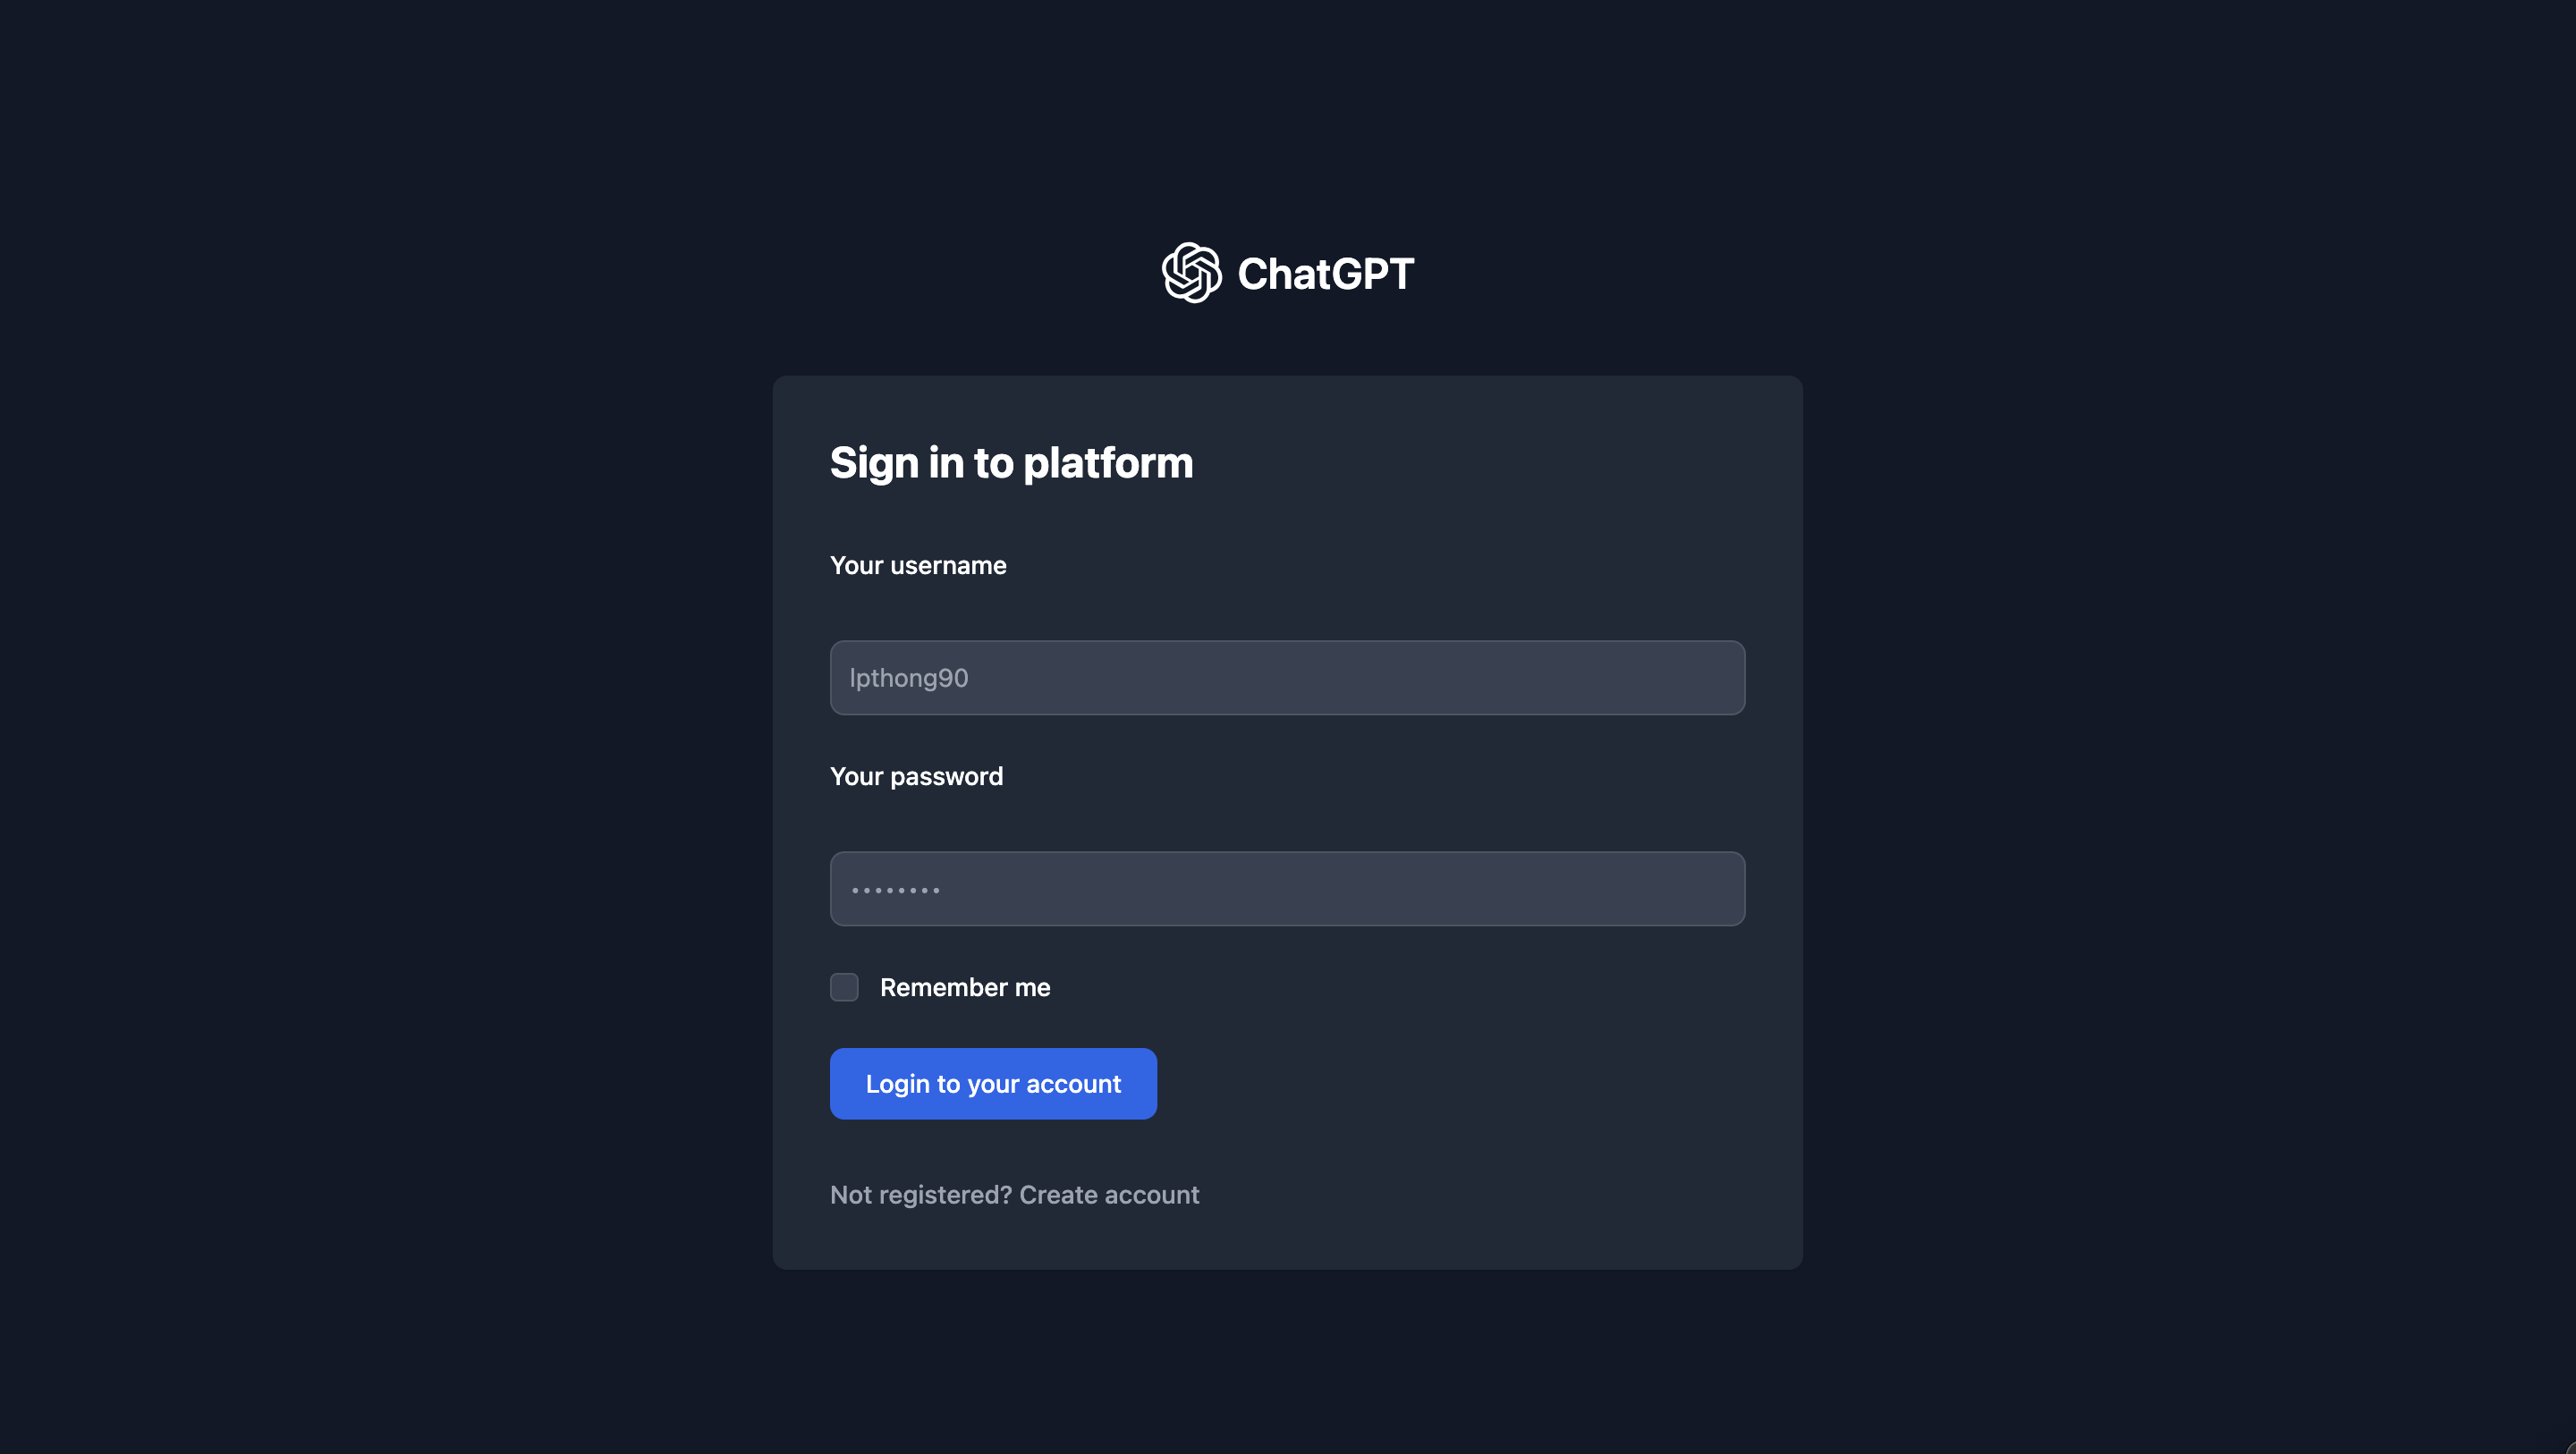 ChatGPT
Sign in to platform
Your username
lpthong90
Your password
••••••••
Remember me
Login to your account
Not registered? Create account